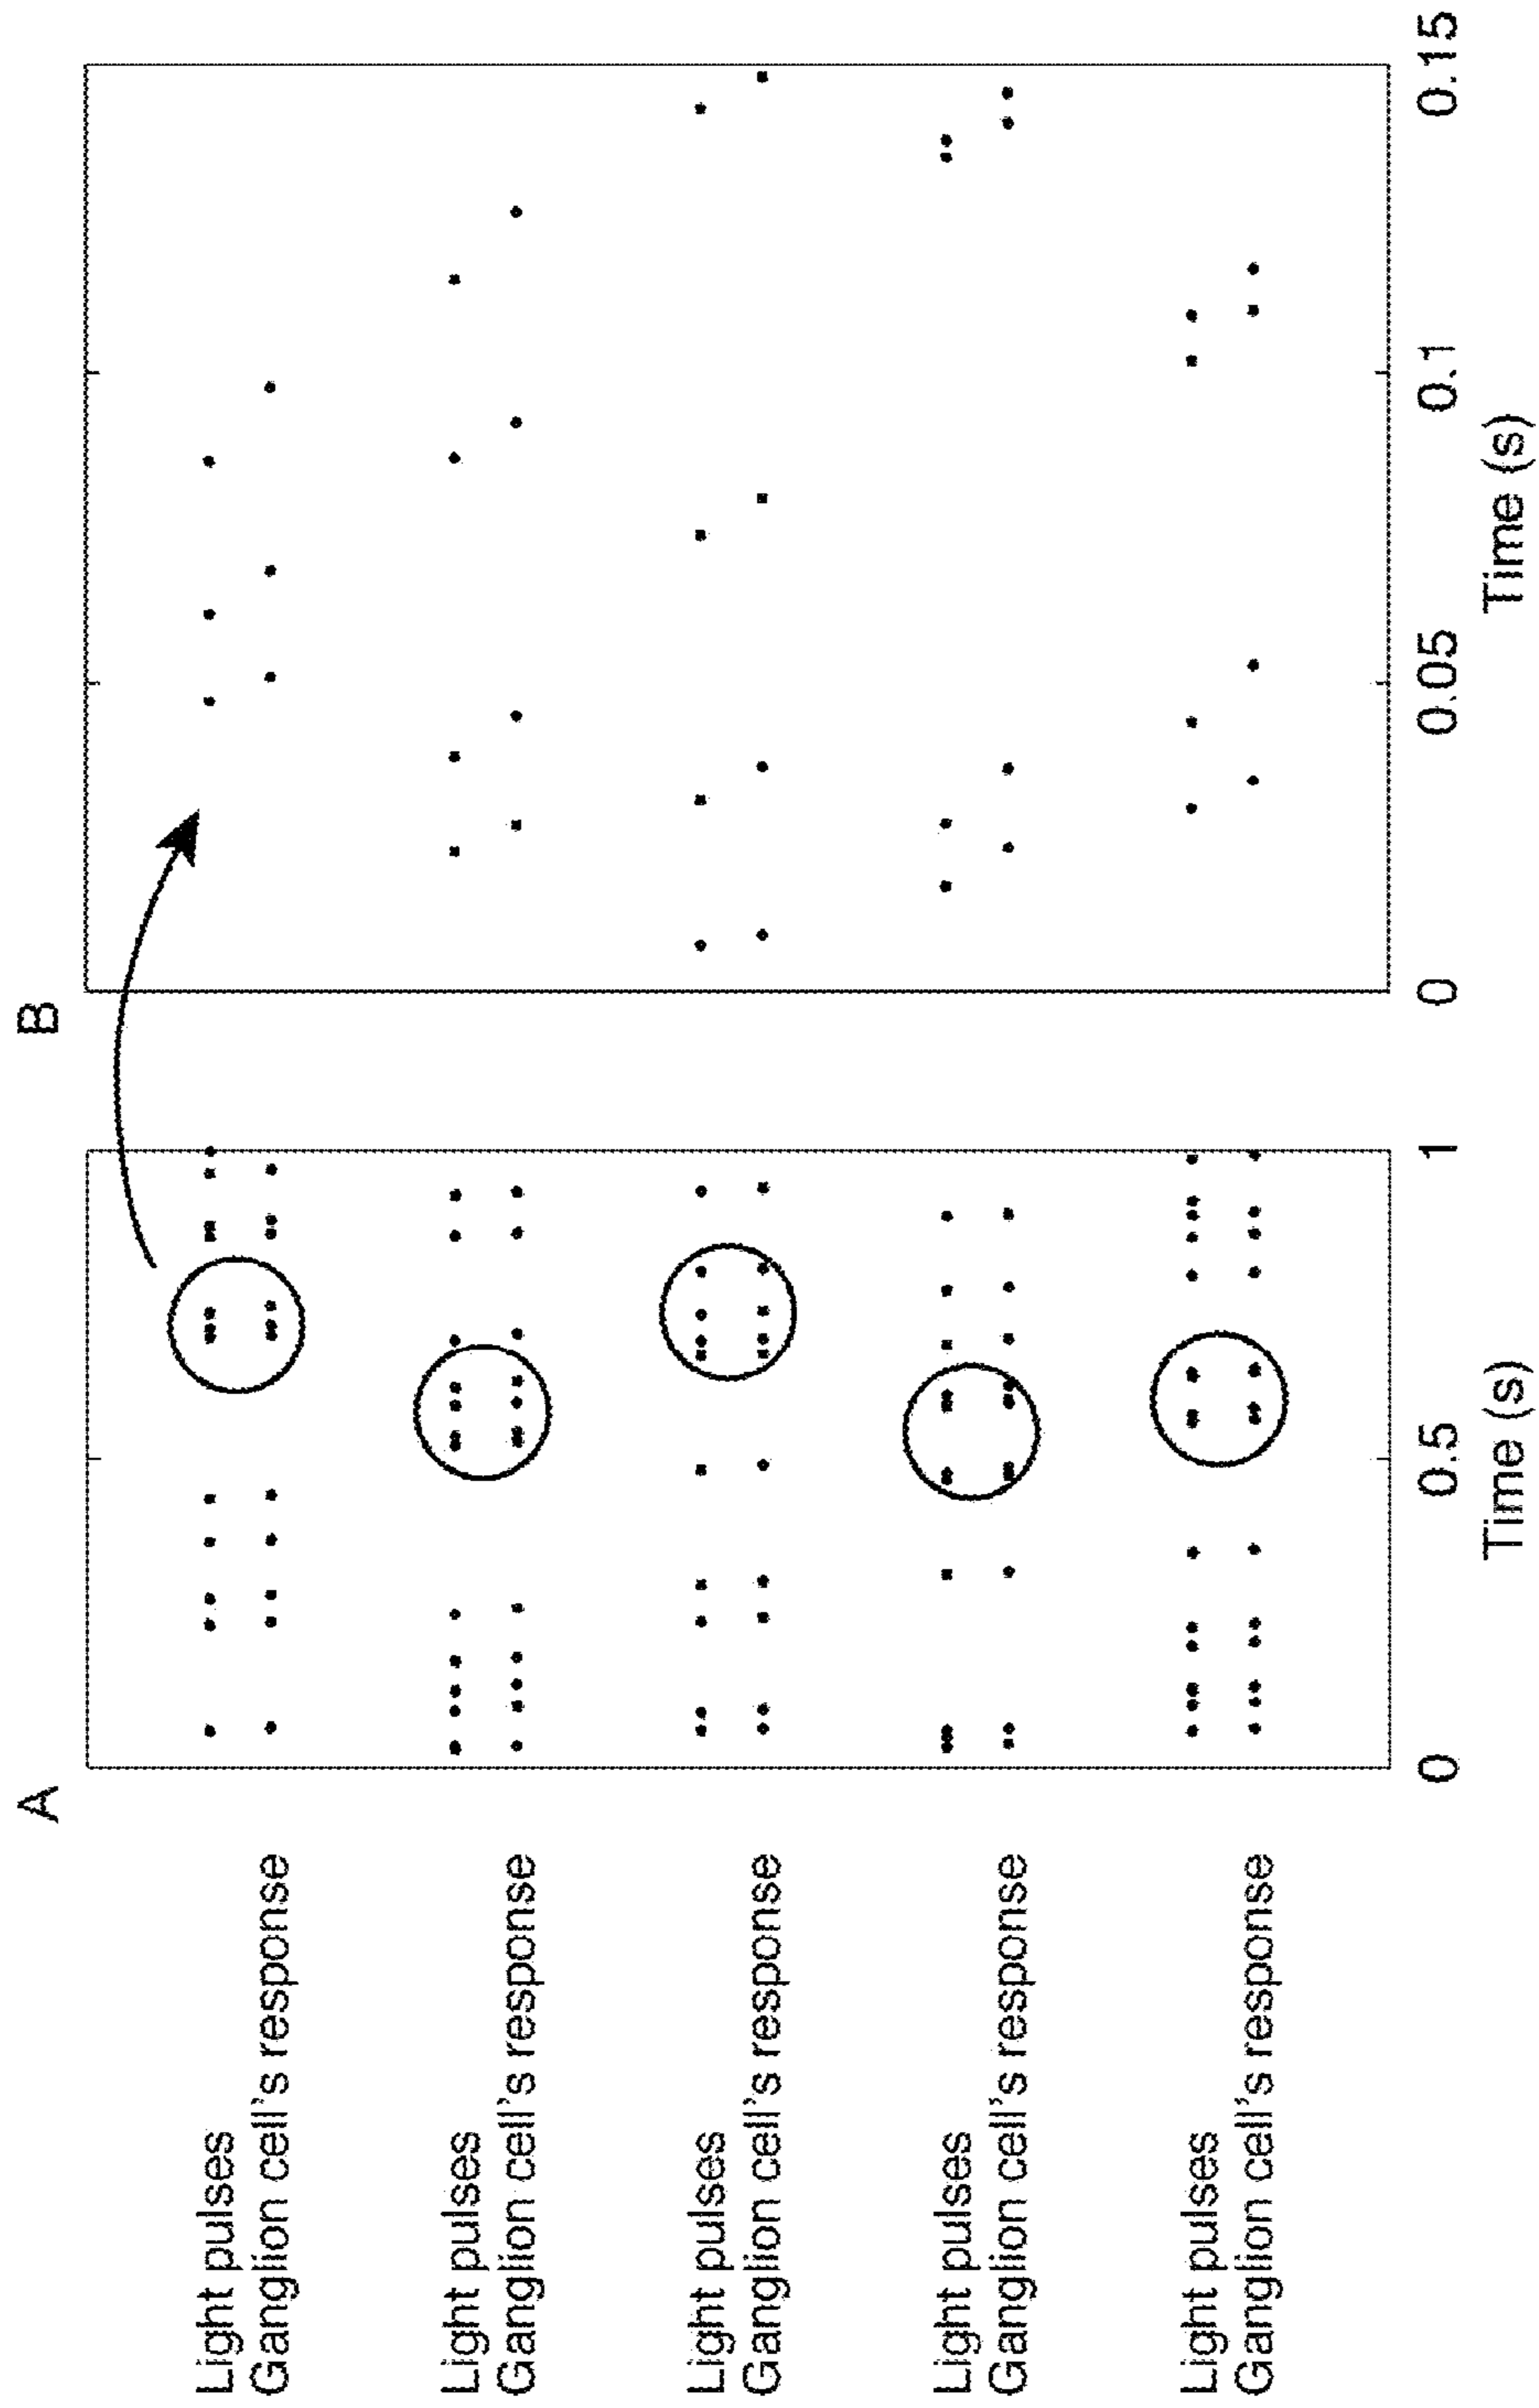 A
B
Light pulses
Ganglion cell's response
Light pulses
Ganglion cell's response
Light pulses
Ganglion cell's response
Light pulses
Ganglion cell's response
Light pulses
Ganglion cell's response
0
0.5
1
0
0.05
0.1
0.15
Time (s)
Time (s)